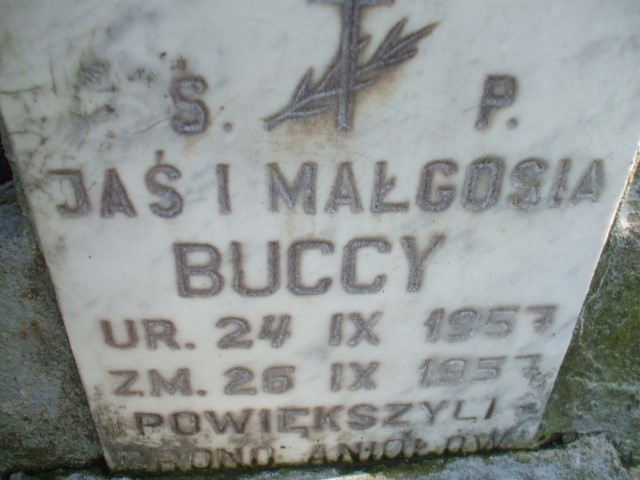 Ś. P.
JAŚ I MAŁGOSIA
BUCCY
UR. 24 IX 1957
ZM. 26 IX 1957
POWIĘKSZYLI
GRONO ANIOŁÓW